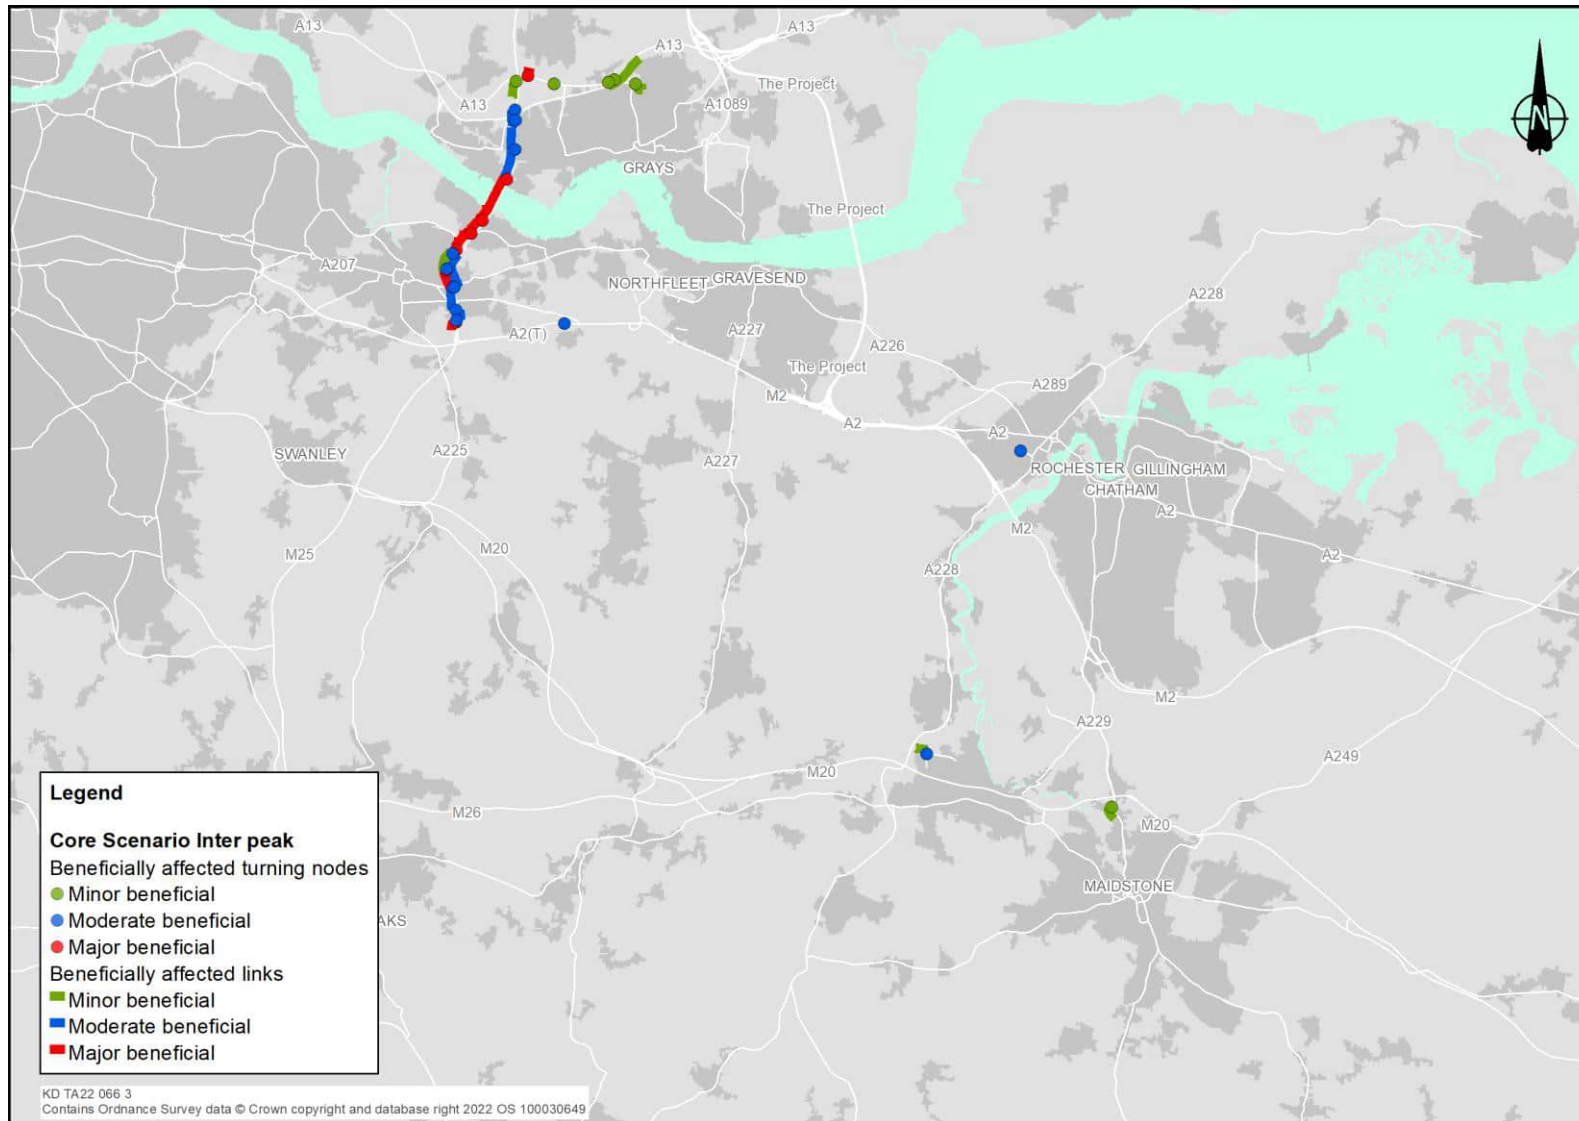 A13
A13
A13
The Project
A13
A1089
N
GRAYS
The Project
A207
NORTHFLEET
GRAVESEND
A228
A2(T)
A227
A226
The Project
A289
M2
A2
A2
SWANLEY
A225
A227
ROCHESTER
GILLINGHAM
CHATHAM
A2
M2
M25
M20
A2
A228
M2
A229
A249
M20
M26
M20
MAIDSTONE
AKS
Legend
Core Scenario Inter peak
Beneficially affected turning nodes
Minor beneficial
Moderate beneficial
Major beneficial
Beneficially affected links
Minor beneficial
Moderate beneficial
Major beneficial
KD TA22 066 3
Contains Ordnance Survey data © Crown copyright and database right 2022 OS 100030649